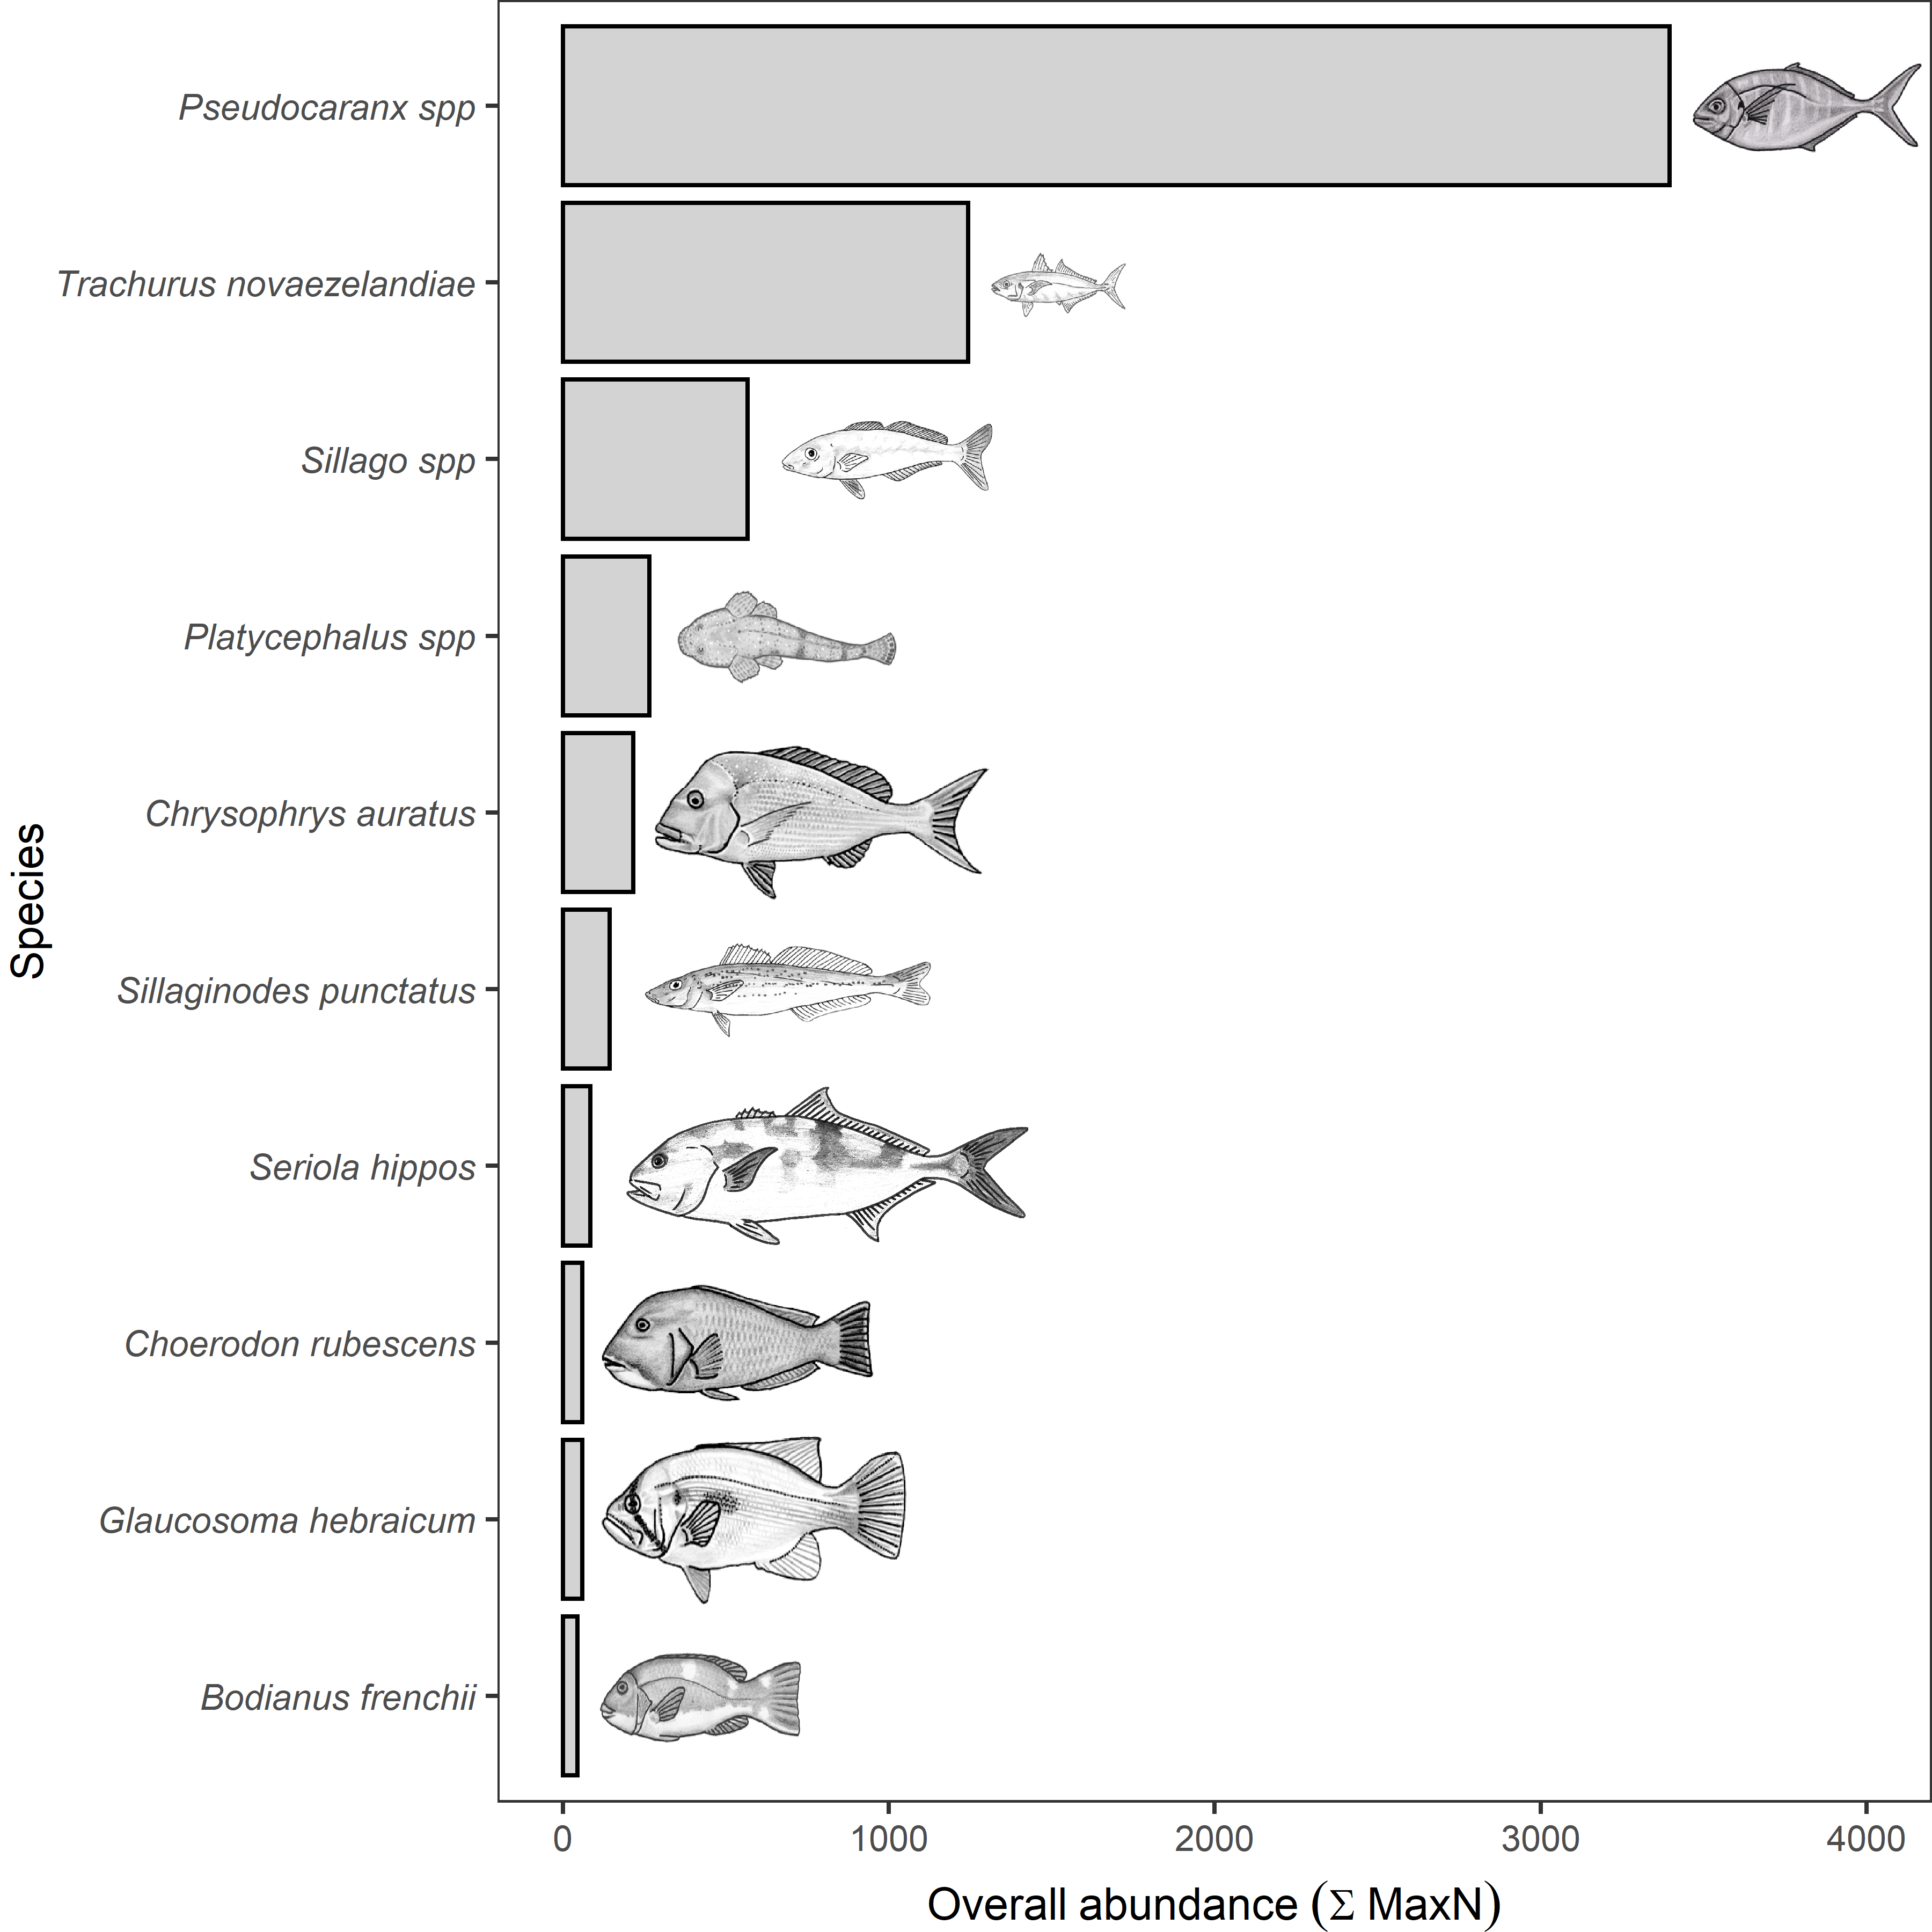 Species
Pseudocaranx spp
Trachurus novaezelandiae
Sillago spp
Platycephalus spp
Chrysophrys auratus
Sillaginodes punctatus
Seriola hippos
Choerodon rubescens
Glaucosoma hebraicum
Bodianus frenchii
0 1000 2000 3000 4000
Overall abundance (Σ MaxN)